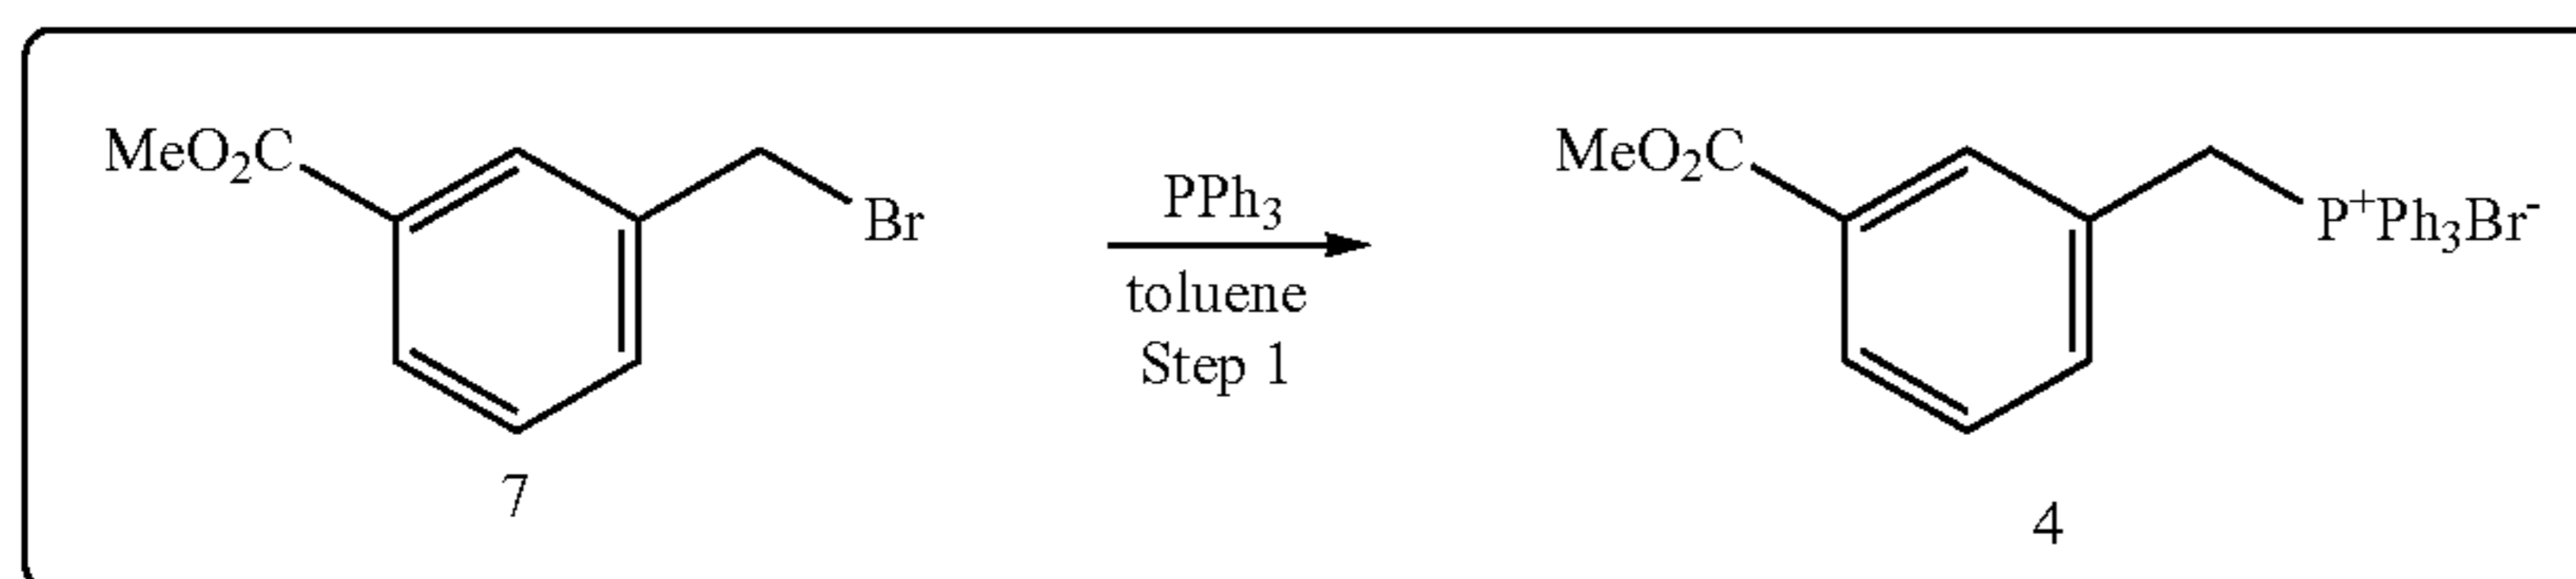 MeO₂C
Br
7
PPh₃
toluene
Step 1
MeO₂C
P⁺Ph₃Br⁻
4